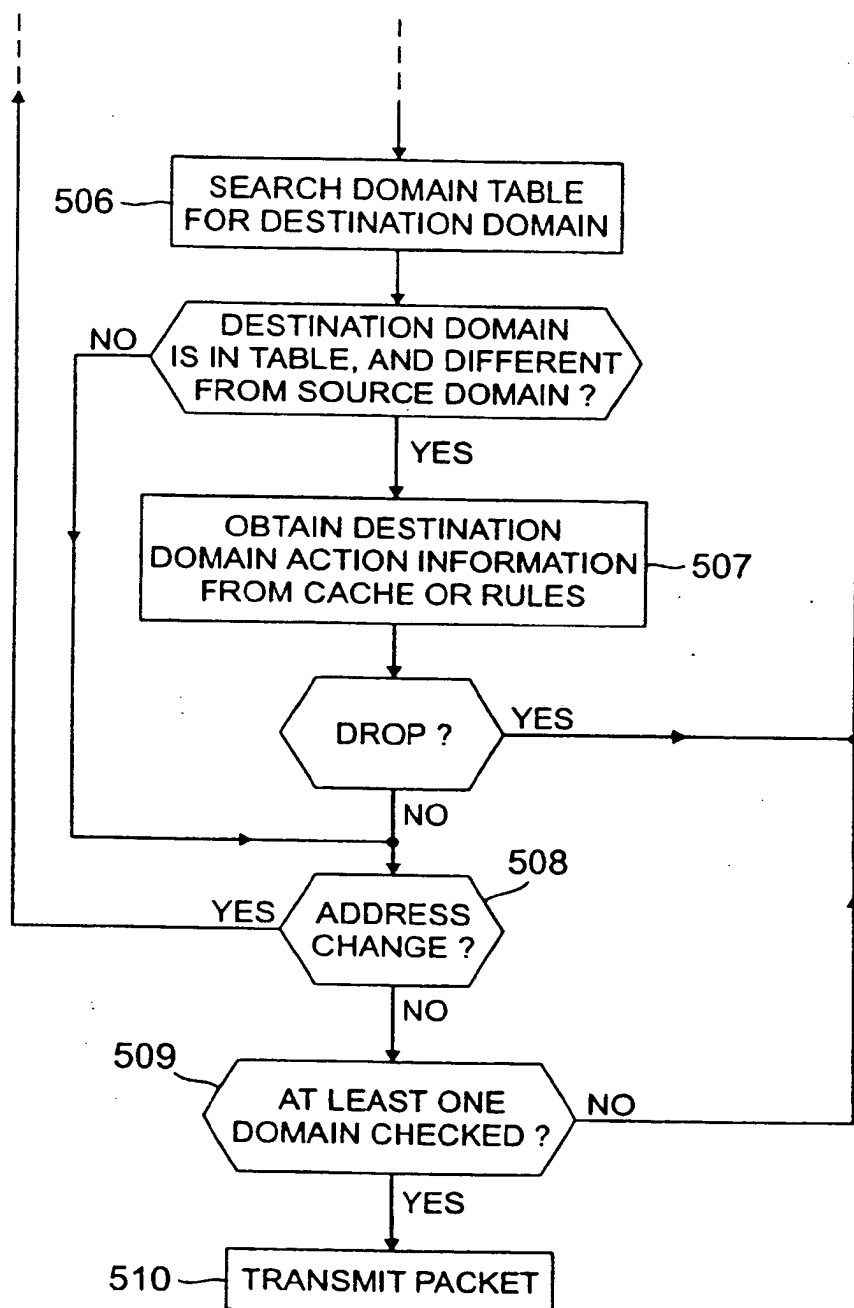 506
SEARCH DOMAIN TABLE
FOR DESTINATION DOMAIN
NO
DESTINATION DOMAIN
IS IN TABLE, AND DIFFERENT
FROM SOURCE DOMAIN ?
YES
OBTAIN DESTINATION
DOMAIN ACTION INFORMATION
FROM CACHE OR RULES
507
DROP ?
YES
NO
508
YES
ADDRESS
CHANGE ?
NO
509
AT LEAST ONE
DOMAIN CHECKED ?
NO
YES
510
TRANSMIT PACKET